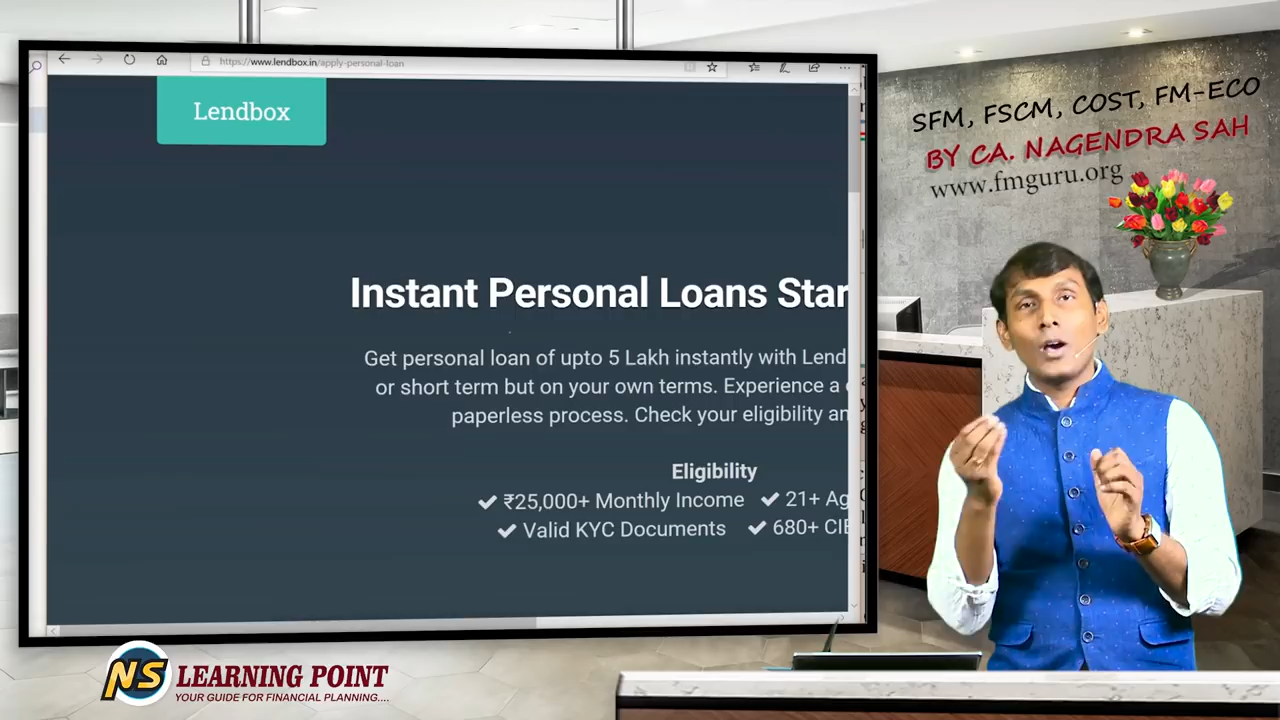 https://www.lendbox.in/apply-personal-loan
Lendbox
Instant Personal Loans Star
Get personal loan of upto 5 Lakh instantly with Lend
or short term but on your own terms. Experience a
paperless process. Check your eligibility an
Eligibility
✔ ₹25,000+ Monthly Income ✔ 21+ Ag
✔ Valid KYC Documents ✔ 680+ CIB
SFM, FSCM, COST, FM-ECO
BY CA. NAGENDRA SAH
www.fmguru.org
NS LEARNING POINT
YOUR GUIDE FOR FINANCIAL PLANNING....